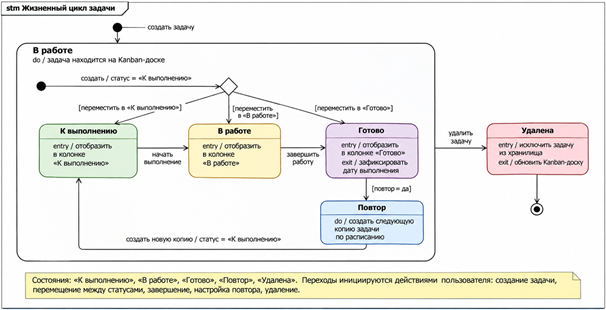 stm Жизненный цикл задачи
создать задачу
В работе
do / задача находится на Kanban-доске
создать / статус = «К выполнению»
[переместить в «К выполнению»]
[переместить
в «В работе»]
[переместить в «Готово»]
К выполнению
entry / отобразить
в колонке
«К выполнению»
начать
выполнение
В работе
entry / отобразить
в колонке
«В работе»
завершить
работу
Готово
entry / отобразить
в колонке «Готово»
exit / зафиксировать
дату выполнения
удалить
задачу
Удалена
entry / исключить задачу
из хранилища
exit / обновить Kanban-доску
[повтор = да]
Повтор
do / создать следующую
копию задачи
по расписанию
создать новую копию / статус = «К выполнению»
Состояния: «К выполнению», «В работе», «Готово», «Повтор», «Удалена». Переходы инициируются действиями пользователя: создание задачи,
перемещение между статусами, завершение, настройка повтора, удаление.